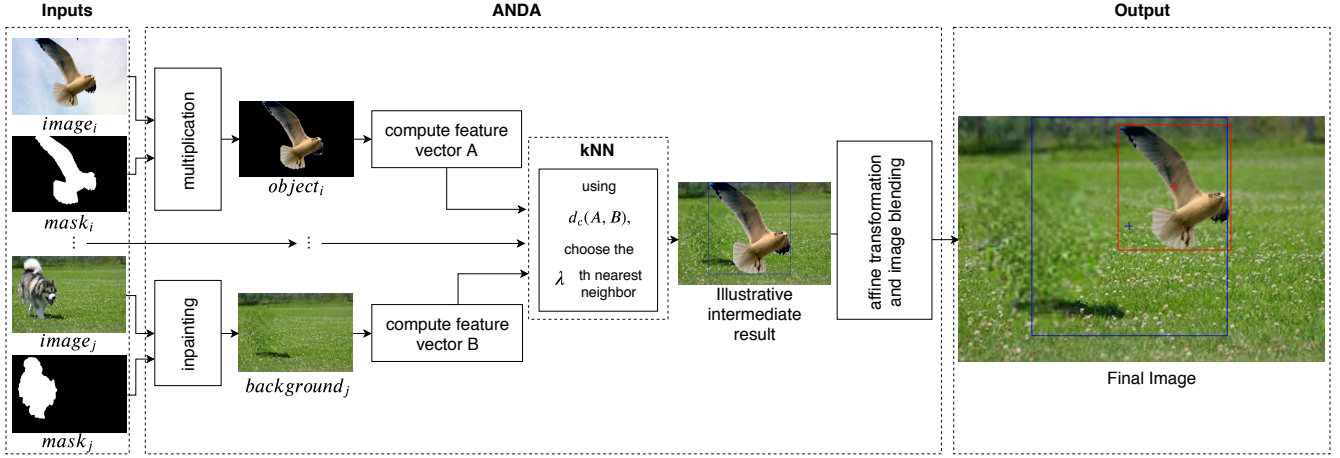 Inputs
ANDA
Output
image_i
mask_i
⋮
image_j
mask_j
multiplication
inpainting
object_i
⋮
background_j
compute feature
vector A
compute feature
vector B
kNN
using
d_c(A, B),
choose the
λ th nearest
neighbor
Illustrative
intermediate
result
affine transformation
and image blending
Final Image